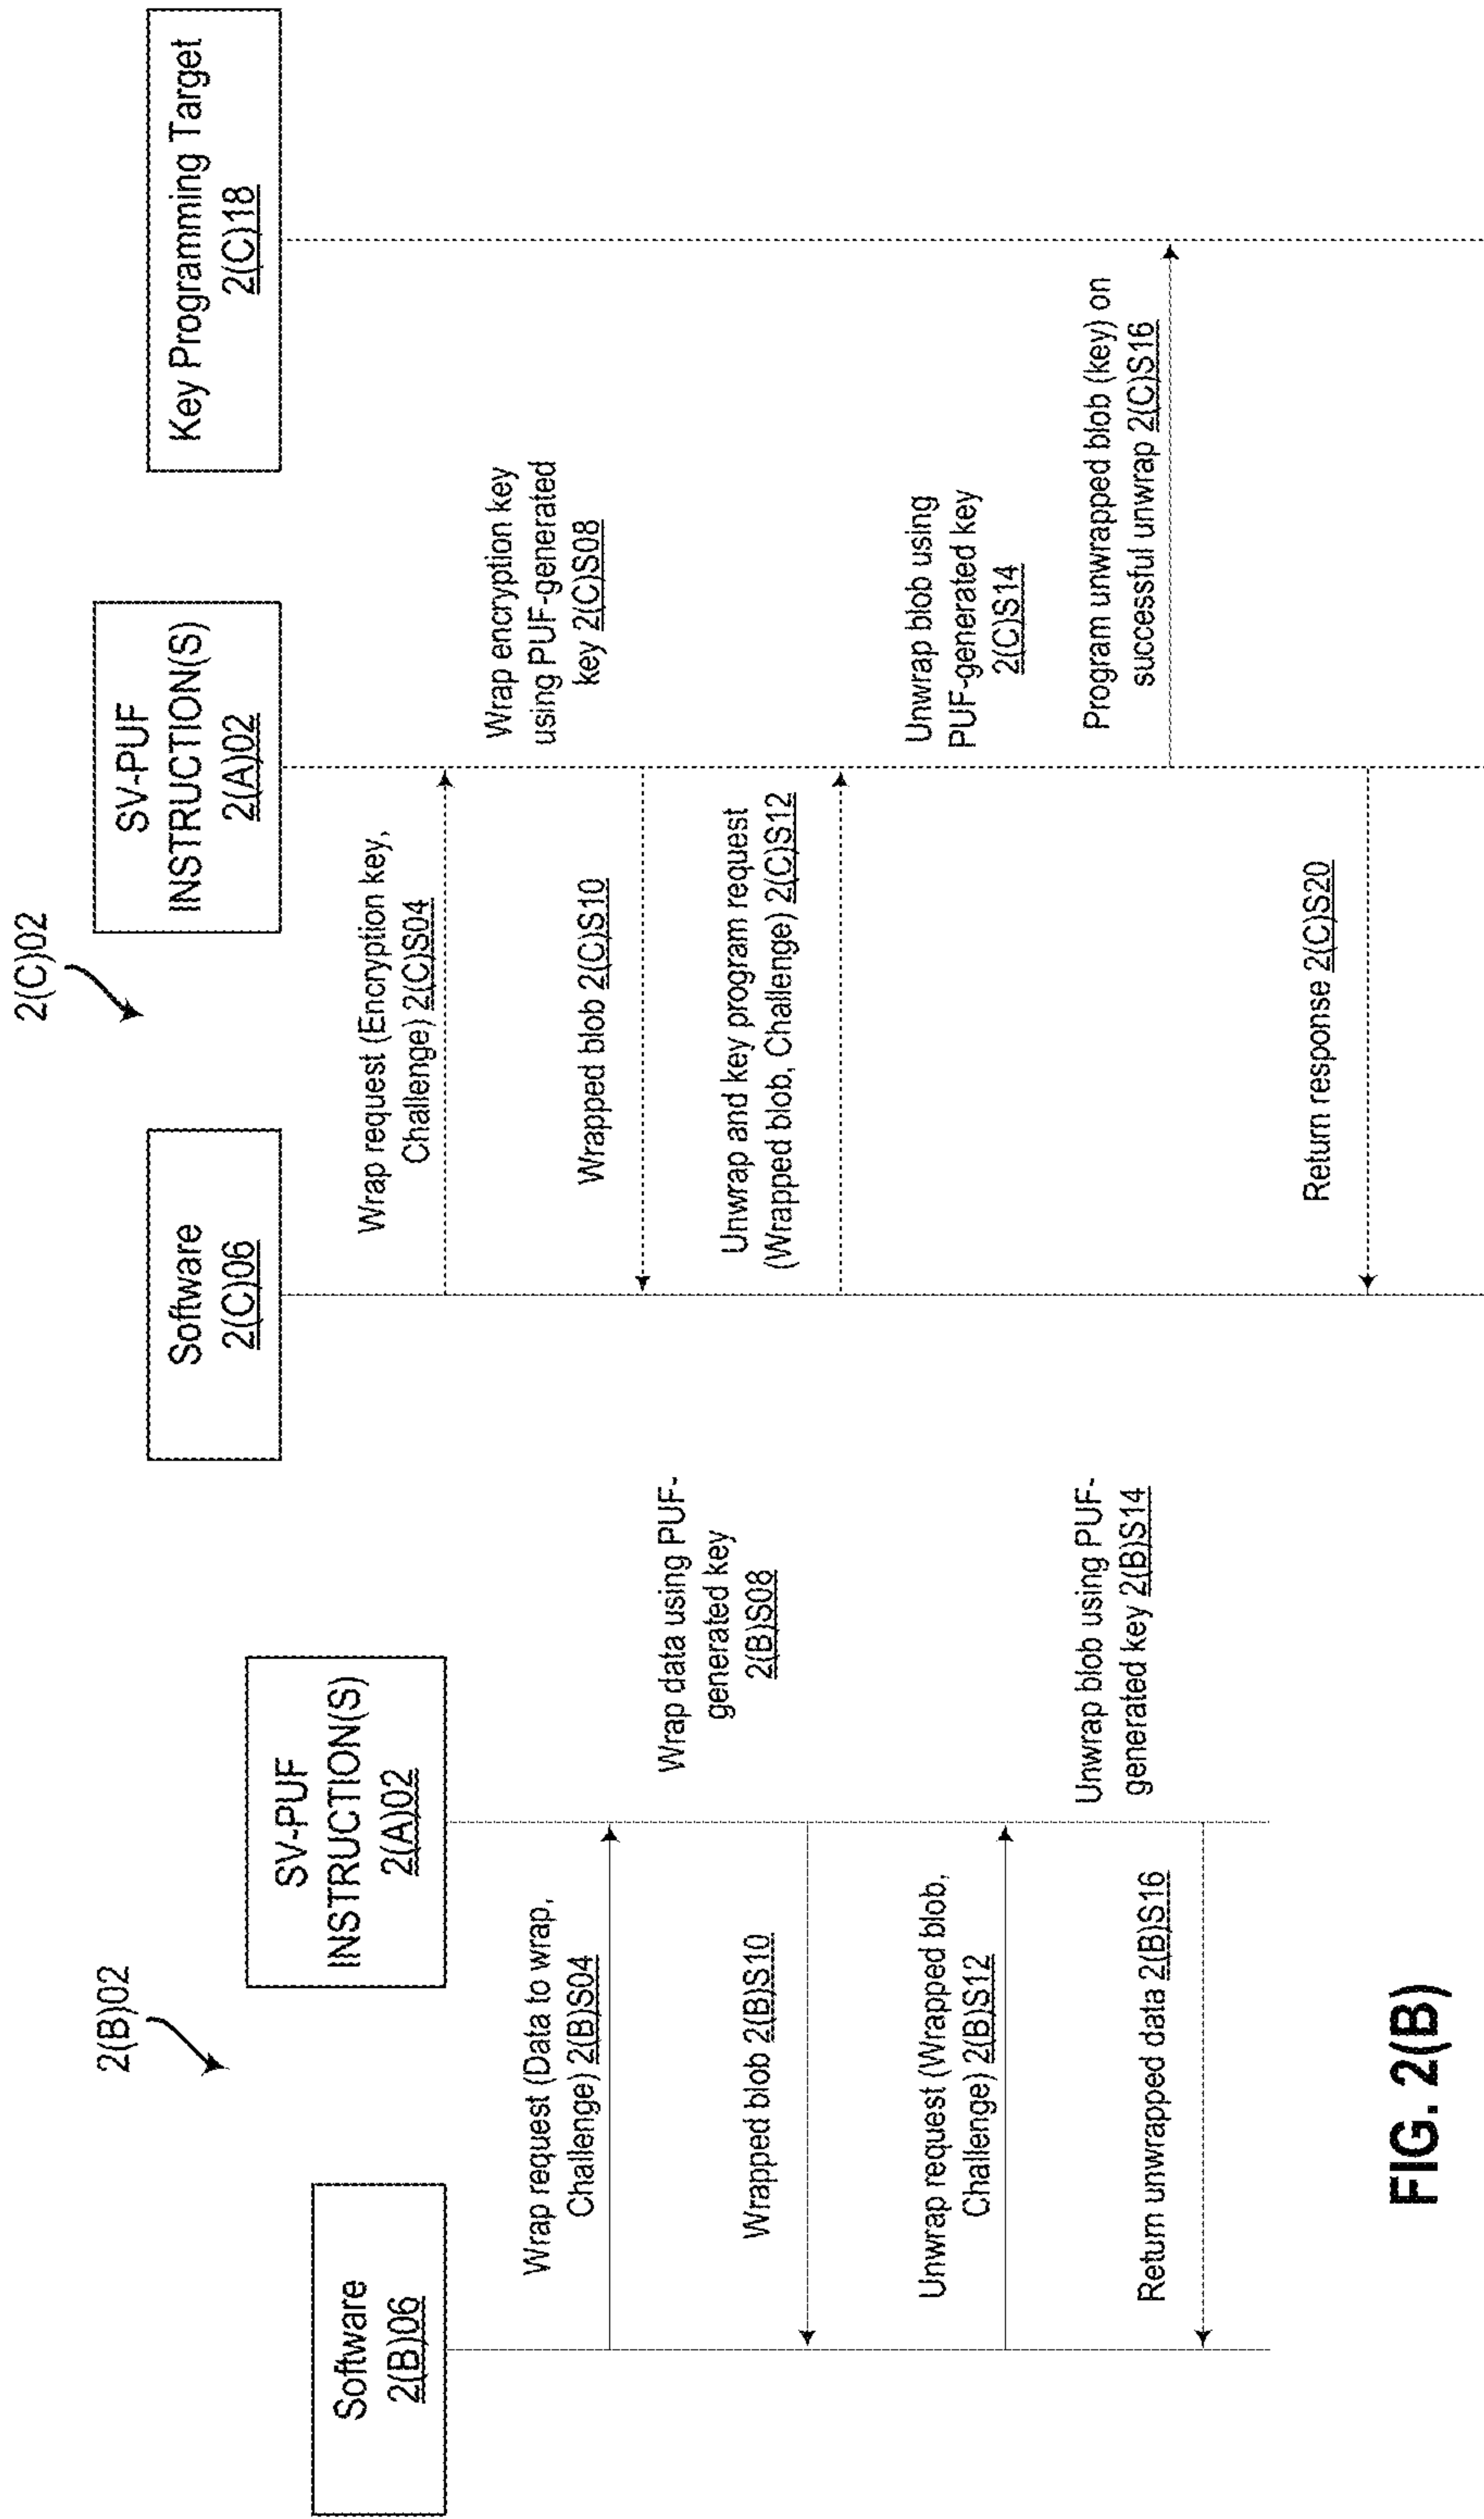 2(B)02
Software
2(B)06
SV-PUF
INSTRUCTION(S)
2(A)02
Wrap request (Data to wrap,
Challenge) 2(B)S04
Wrap data using PUF-
generated key
2(B)S08
Wrapped blob 2(B)S10
Unwrap request (Wrapped blob,
Challenge) 2(B)S12
Unwrap blob using PUF-
generated key 2(B)S14
Return unwrapped data 2(B)S16
FIG. 2(B)
2(C)02
Software
2(C)06
SV-PUF
INSTRUCTION(S)
2(A)02
Key Programming Target
2(C)18
Wrap request (Encryption key,
Challenge) 2(C)S04
Wrap encryption key
using PUF-generated
key 2(C)S08
Wrapped blob 2(C)S10
Unwrap and key program request
(Wrapped blob, Challenge) 2(C)S12
Unwrap blob using
PUF-generated key
2(C)S14
Program unwrapped blob (key) on
successful unwrap 2(C)S16
Return response 2(C)S20